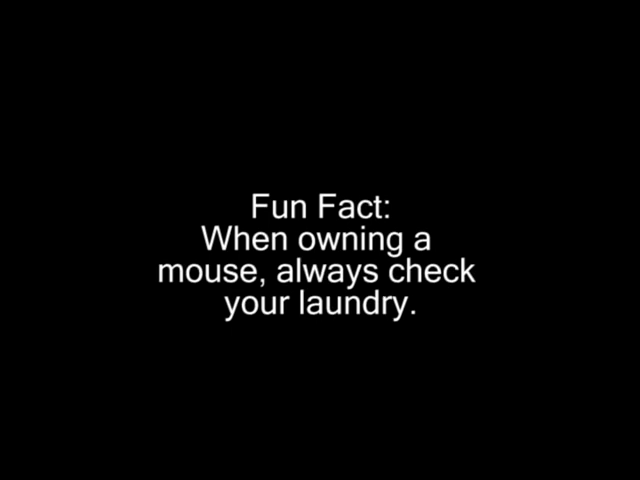 Fun Fact:
When owning a
mouse, always check
your laundry.